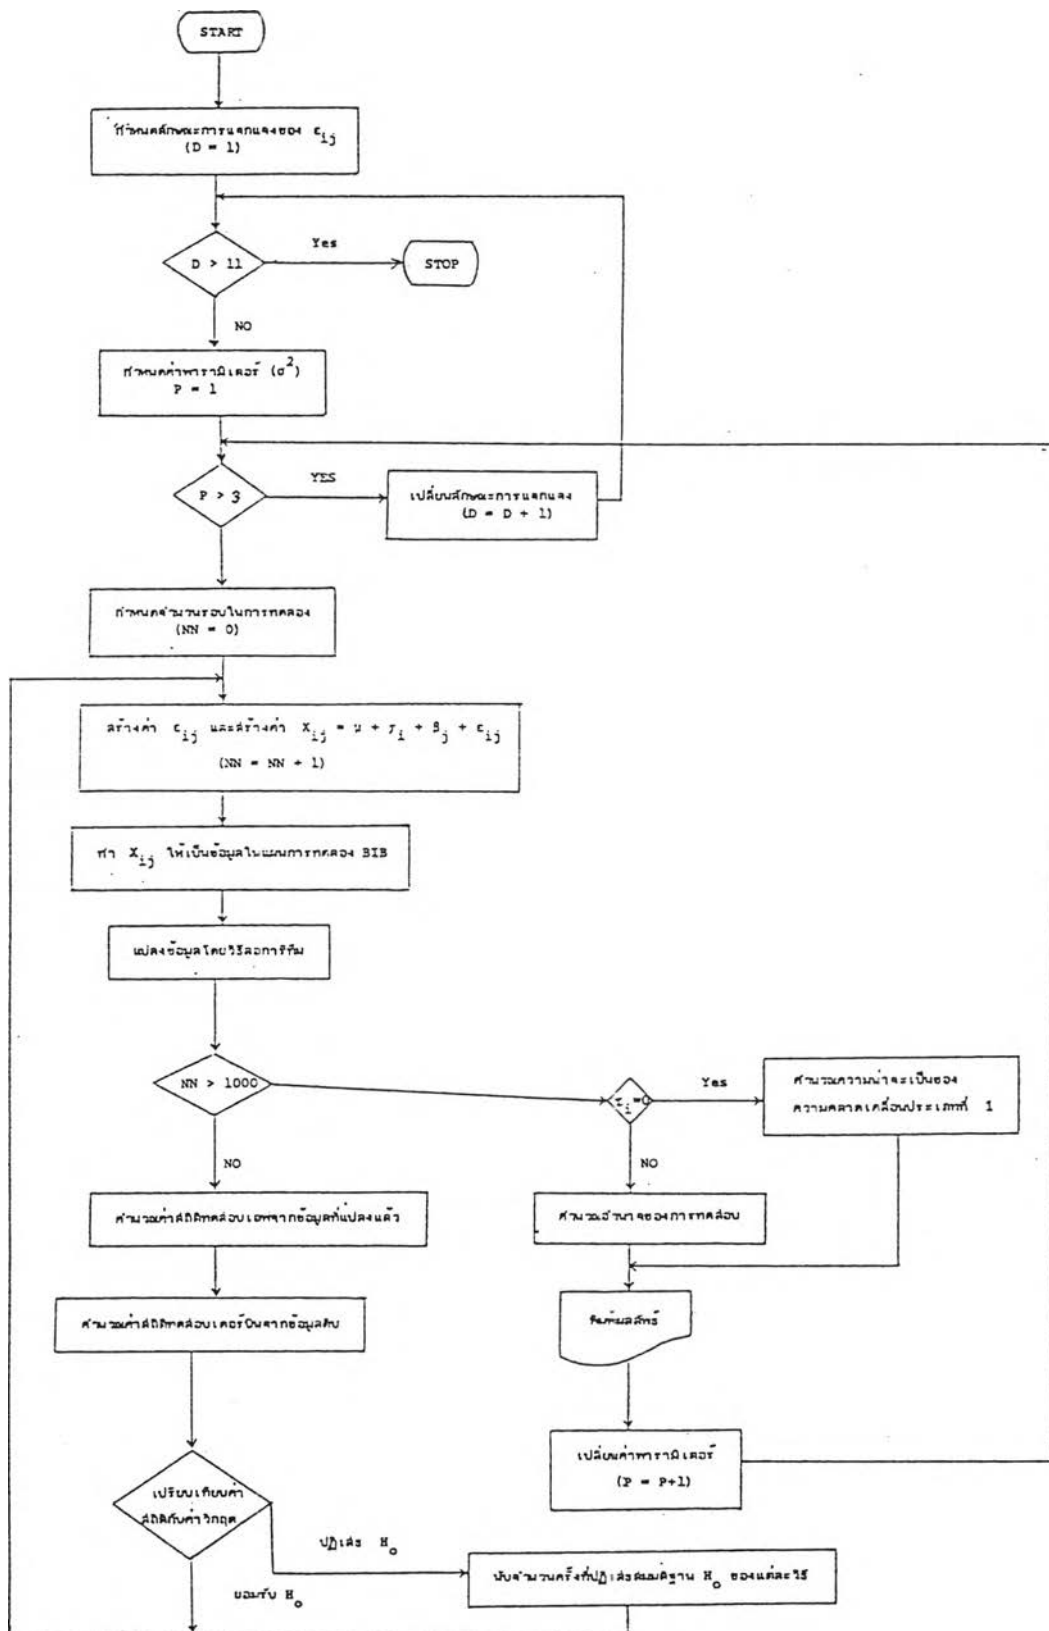 START
กำหนดลักษณะการแจกแจงของ ε_ij
(D = 1)
D > 11
Yes
STOP
NO
กำหนดค่าพารามิเตอร์ (σ²)
P = 1
P > 3
YES
เปลี่ยนลักษณะการแจกแจง
(D = D + 1)
กำหนดจำนวนรอบในการทดลอง
(NN = 0)
สร้างค่า ε_ij และสร้างค่า X_ij = μ + τ_i + β_j + ε_ij
(NN = NN + 1)
ทำ X_ij ให้เป็นข้อมูลในแผนการทดลอง BIB
แปลงข้อมูลโดยวิธีลอการิทึม
NN > 1000
τ_i = 0
Yes
คำนวณความน่าจะเป็นของ
ความคลาดเคลื่อนประเภทที่ 1
NO
NO
คำนวณค่าสถิติทดสอบเอฟจากข้อมูลที่แปลงแล้ว
คำนวณอำนาจของการทดสอบ
คำนวณค่าสถิติทดสอบเดอร์บินจากข้อมูลดิบ
พิมพ์ผลลัพธ์
เปลี่ยนค่าพารามิเตอร์
(P = P+1)
เปรียบเทียบค่า
สถิติกับค่าวิกฤต
ปฏิเสธ H_o
นับจำนวนครั้งที่ปฏิเสธสมมติฐาน H_o ของแต่ละวิธี
ยอมรับ H_o